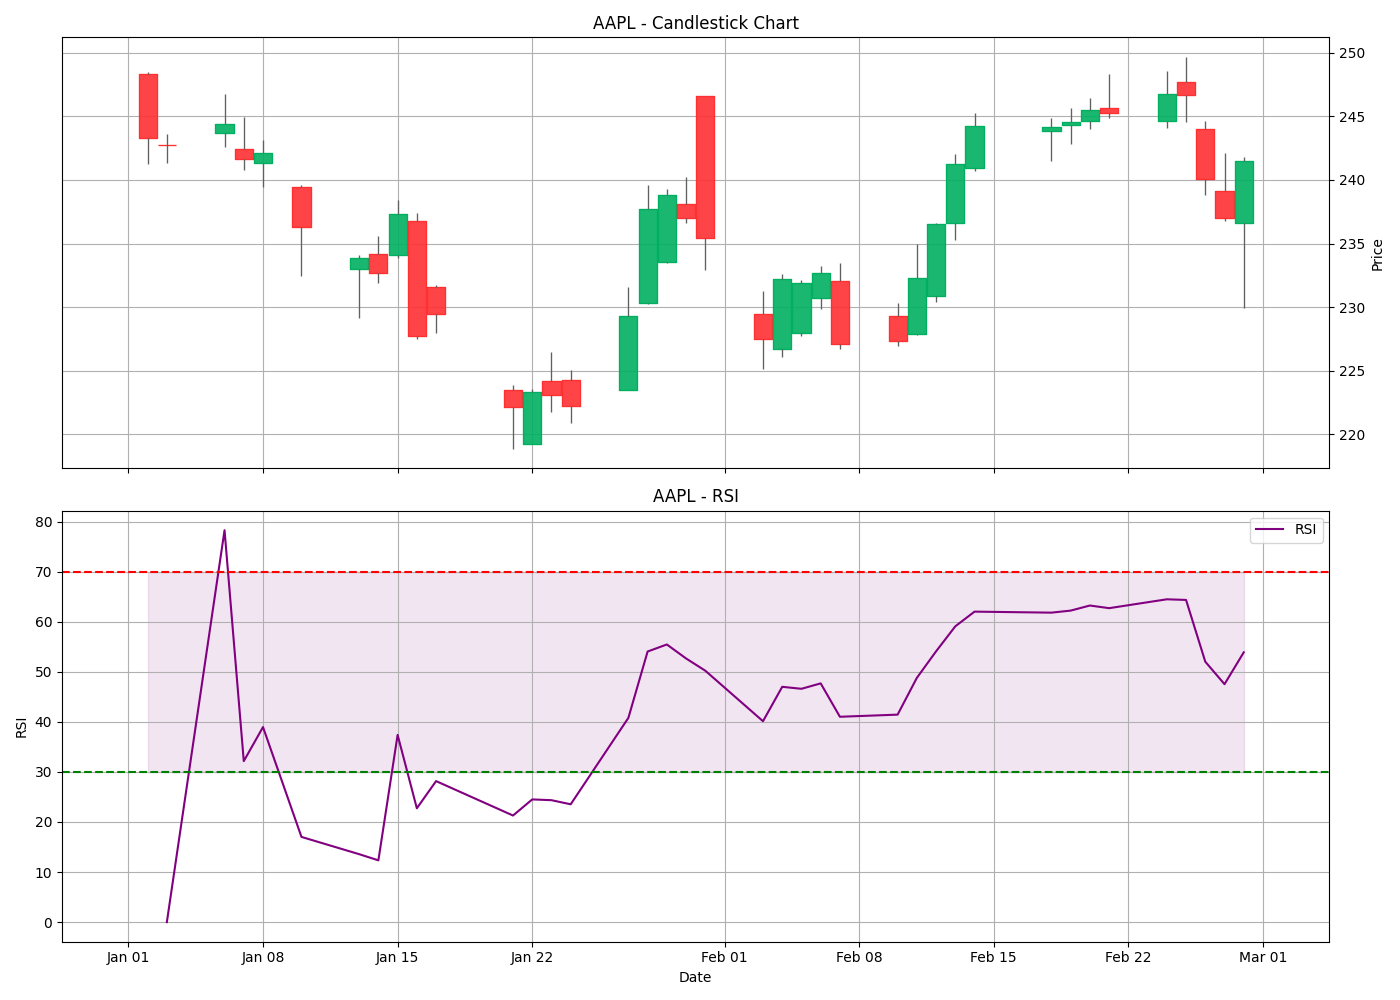 AAPL - Candlestick Chart
250
245
240
235
230
225
220
Price
AAPL - RSI
80
70
60
50
40
30
20
10
0
RSI
RSI
Jan 01
Jan 08
Jan 15
Jan 22
Feb 01
Feb 08
Feb 15
Feb 22
Mar 01
Date